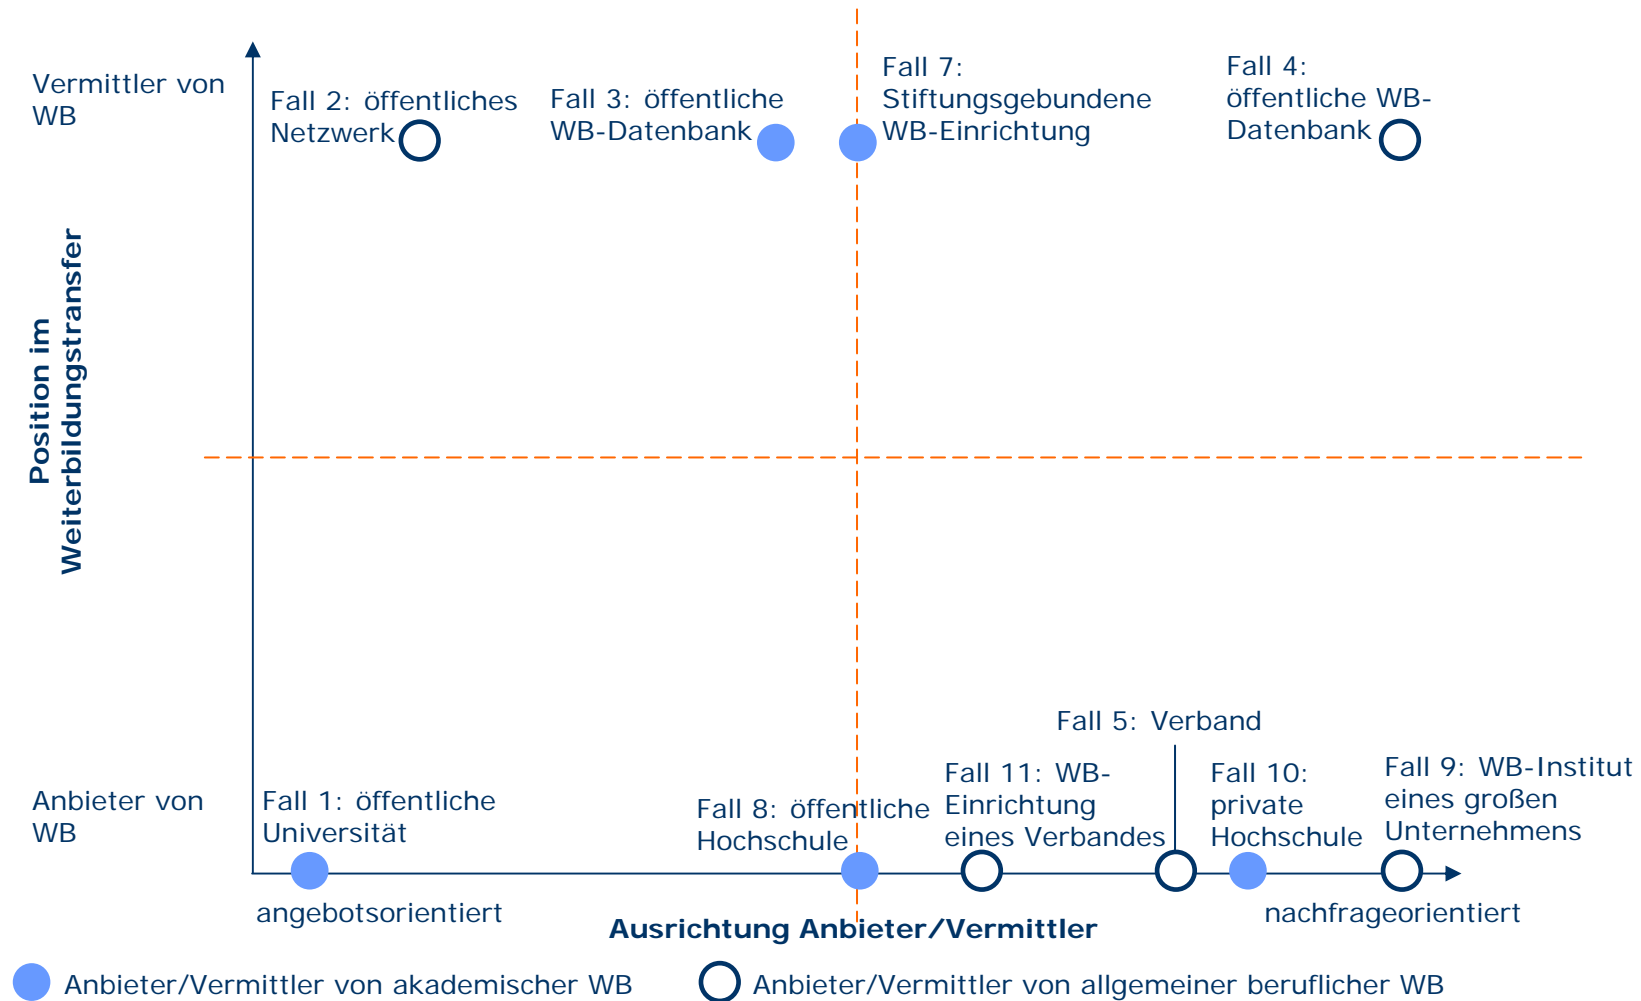 Vermittler von
WB
Fall 2: öffentliches
Netzwerk
Fall 3: öffentliche
WB-Datenbank
Fall 7:
Stiftungsgebundene
WB-Einrichtung
Fall 4:
öffentliche WB-
Datenbank
Position im
Weiterbildungstransfer
Anbieter von
WB
Fall 1: öffentliche
Universität
Fall 8: öffentliche
Hochschule
Fall 11: WB-
Einrichtung
eines Verbandes
Fall 5: Verband
Fall 10:
private
Hochschule
Fall 9: WB-Institut
eines großen
Unternehmens
angebotsorientiert
Ausrichtung Anbieter/Vermittler
nachfrageorientiert
Anbieter/Vermittler von akademischer WB
Anbieter/Vermittler von allgemeiner beruflicher WB